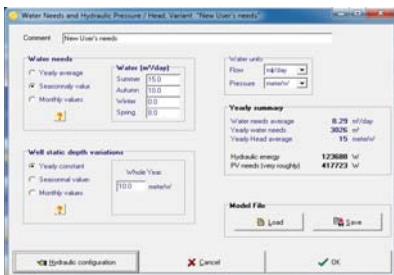 Water Needs and Hydraulic Pressure / Head, Variant "New User's needs"
Comment New User's needs
Water needs
Yearly average
Seasonnaly value
Monthly values
Water (m³/day)
Summer 15.0
Autumn 10.0
Winter 0.0
Spring 8.0
Water units
Flow m³/day
Pressure meterW
Yearly summary
Water needs average 8.29 m³/day
Yearly water needs 3026 m³
Yearly Head average 15 meterW
Hydraulic energy 123688 W
PV needs (very roughly) 417723 W
Well static depth variations
Yearly constant
Seasonnal values
Monthly values
Whole Year
10.0 meterW
Model File
Load
Save
Hydraulic configuration
Cancel
OK